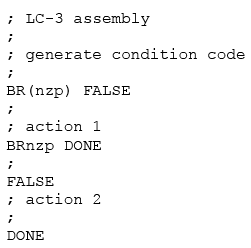 ; LC-3 assembly
;
; generate condition code
;
BR(nzp) FALSE
;
; action 1
BRnzp DONE
;
FALSE
; action 2
;
DONE